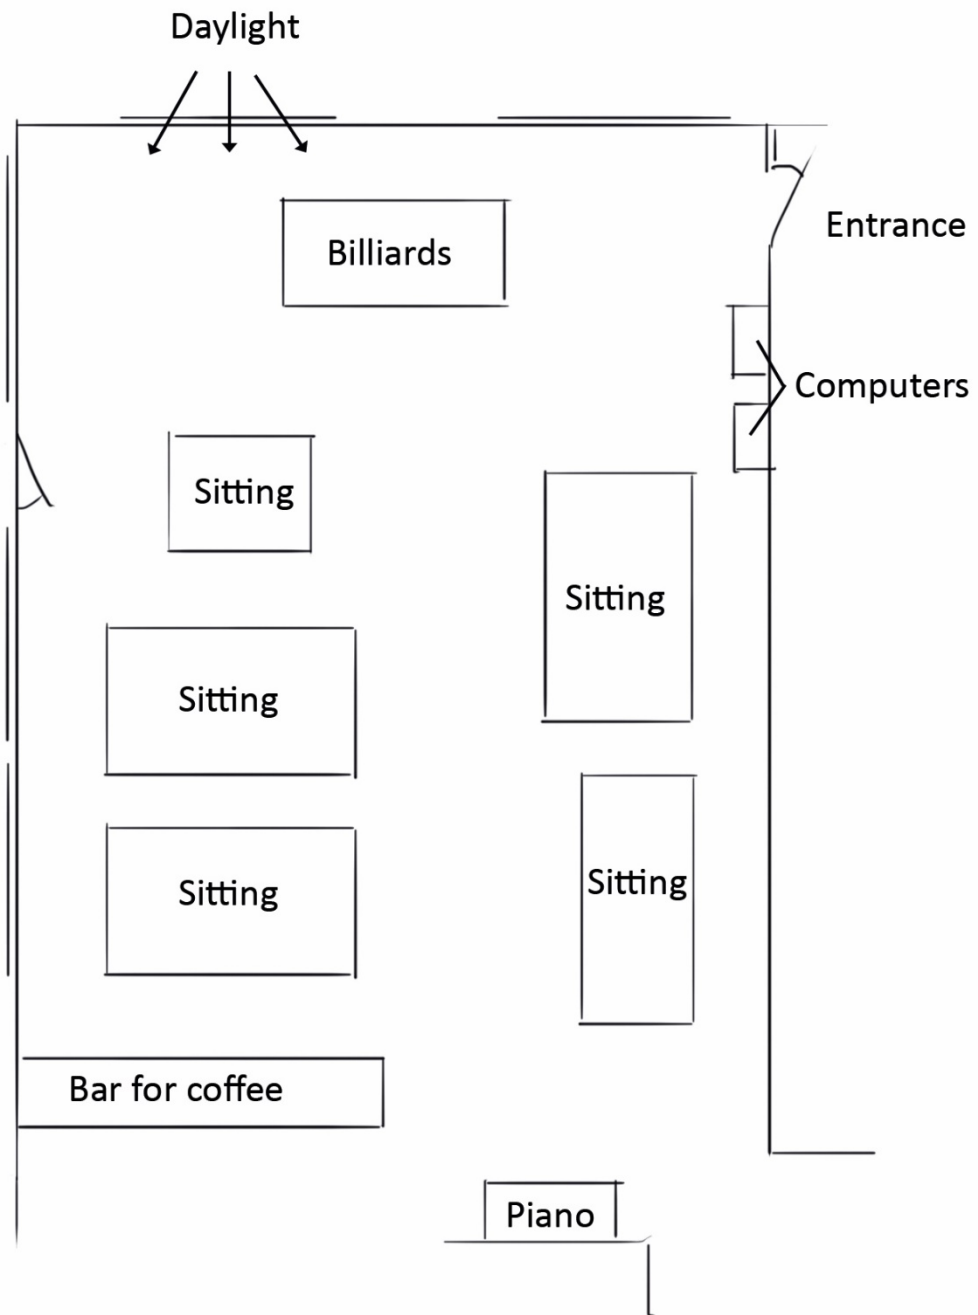 Daylight
Billiards
Entrance
Computers
Sitting
Sitting
Sitting
Sitting
Sitting
Bar for coffee
Piano